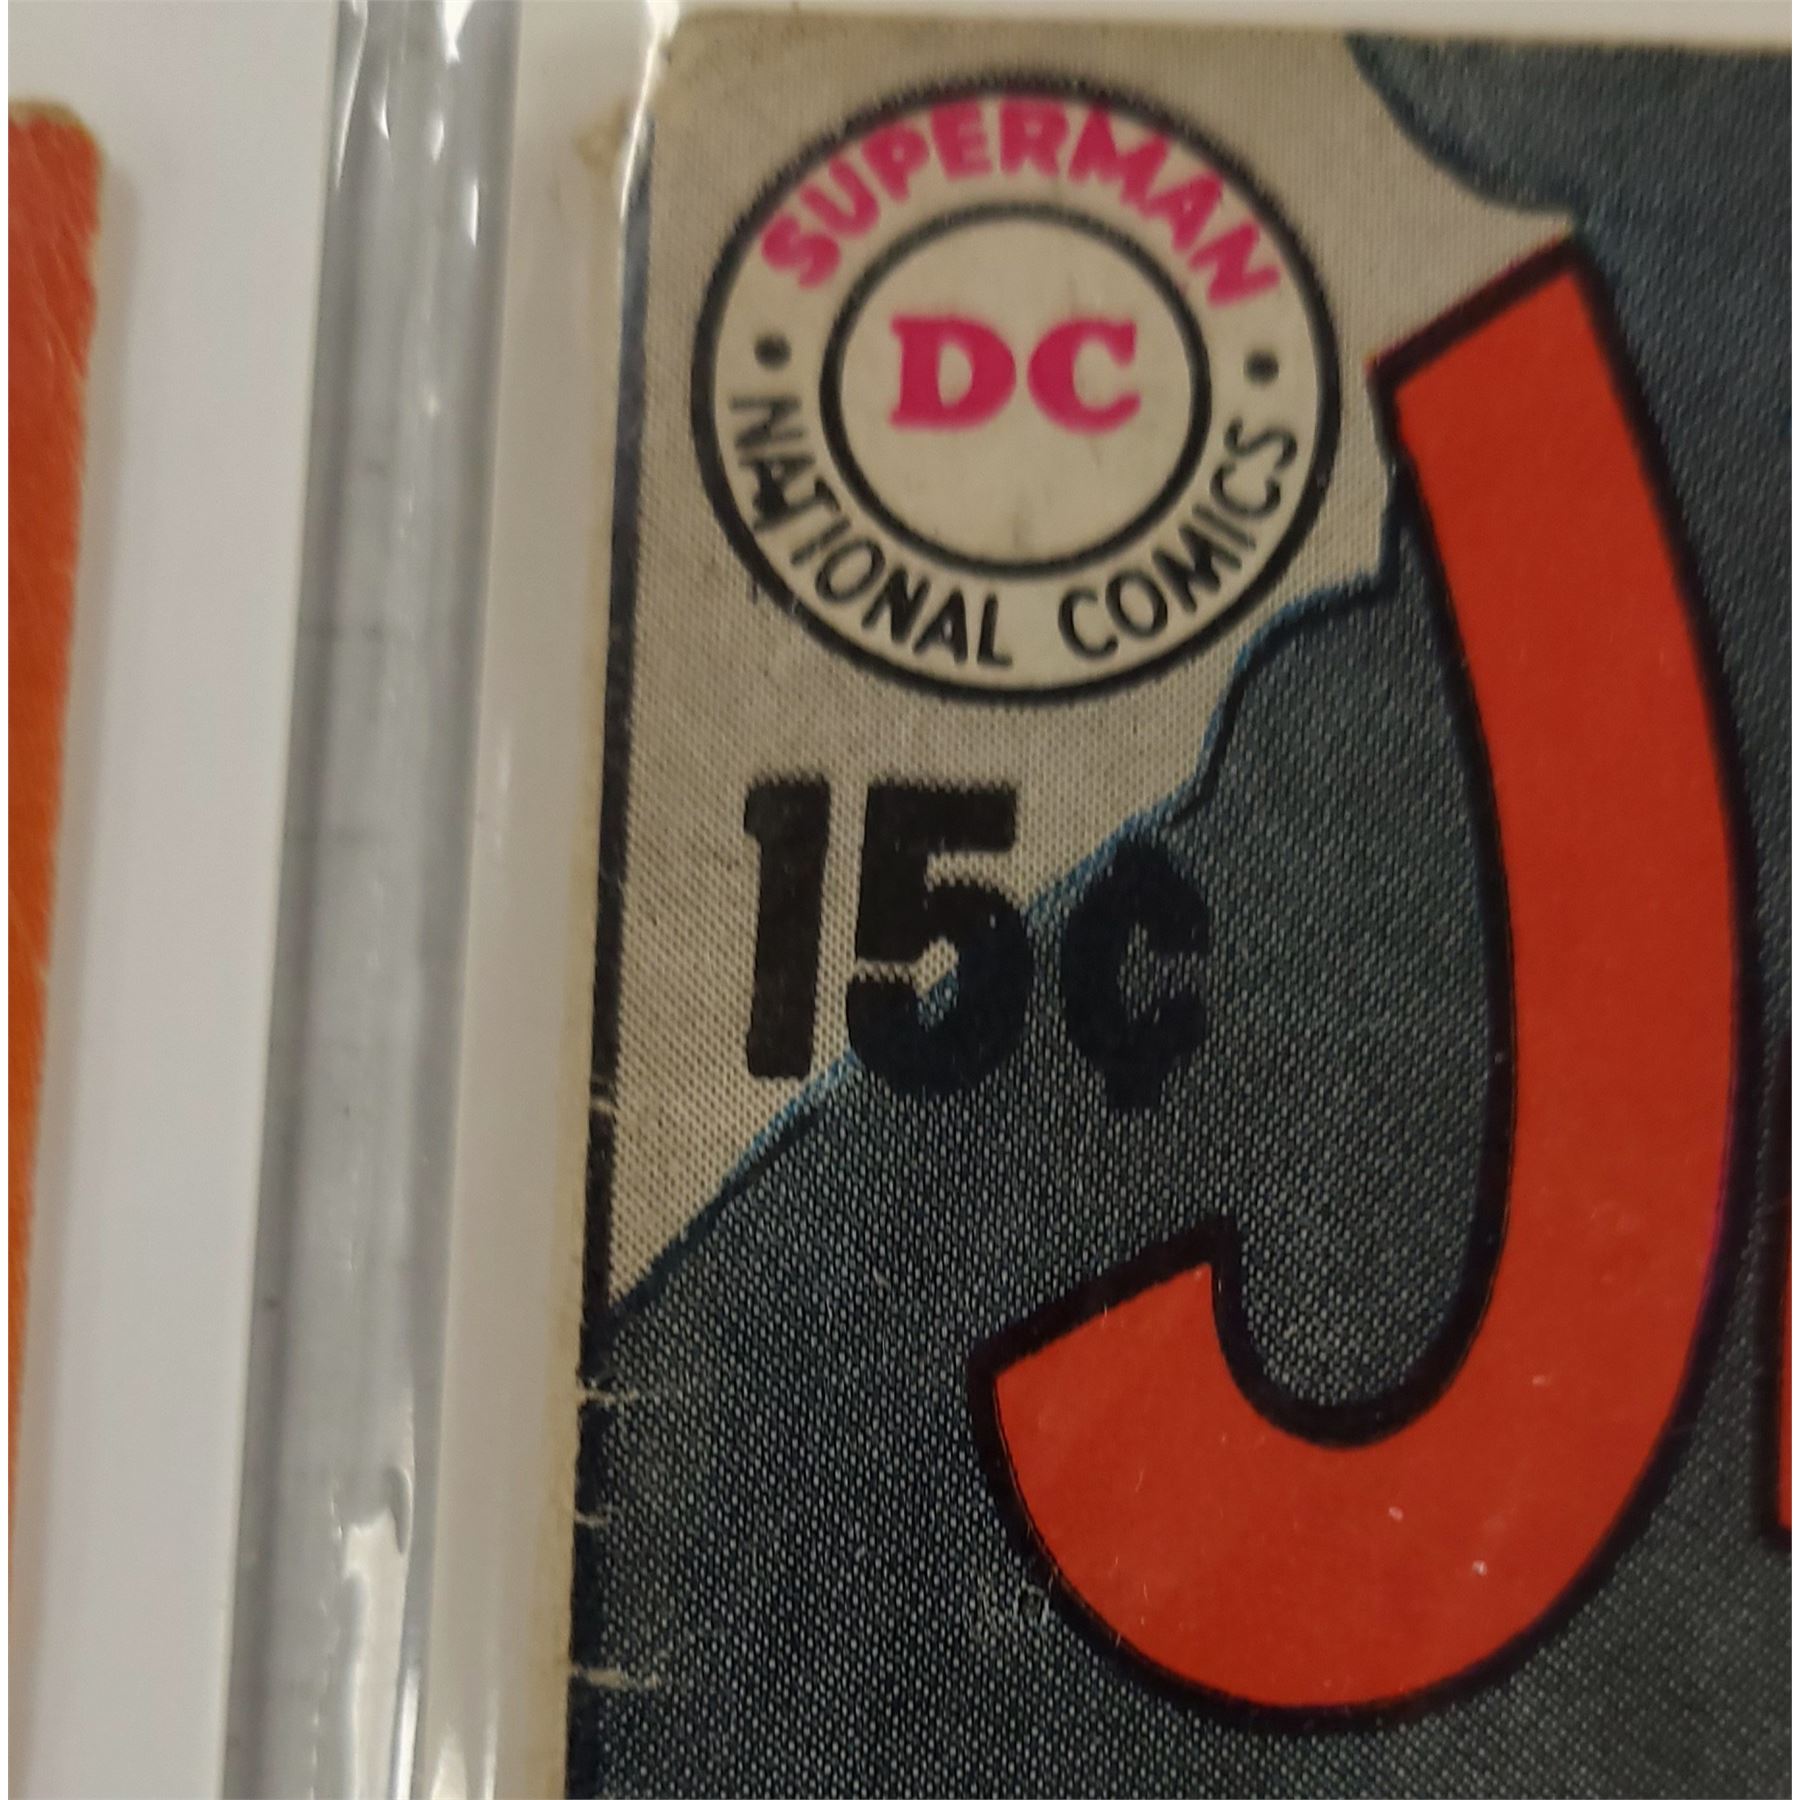 SUPERMAN
DC
• NATIONAL COMICS •
15¢
J